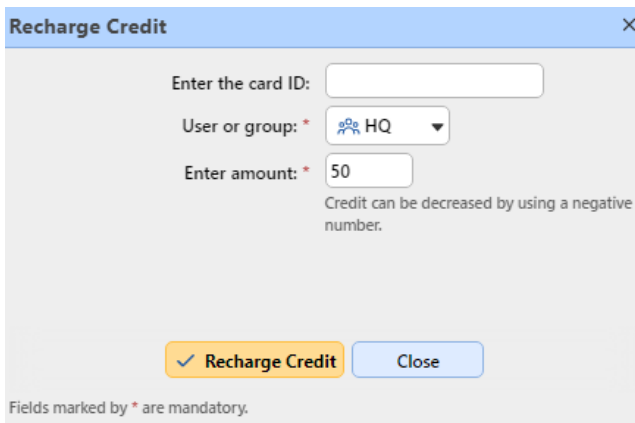 Recharge Credit
Enter the card ID:
User or group: * HQ
Enter amount: * 50
Credit can be decreased by using a negative
number.
Recharge Credit Close
Fields marked by * are mandatory.